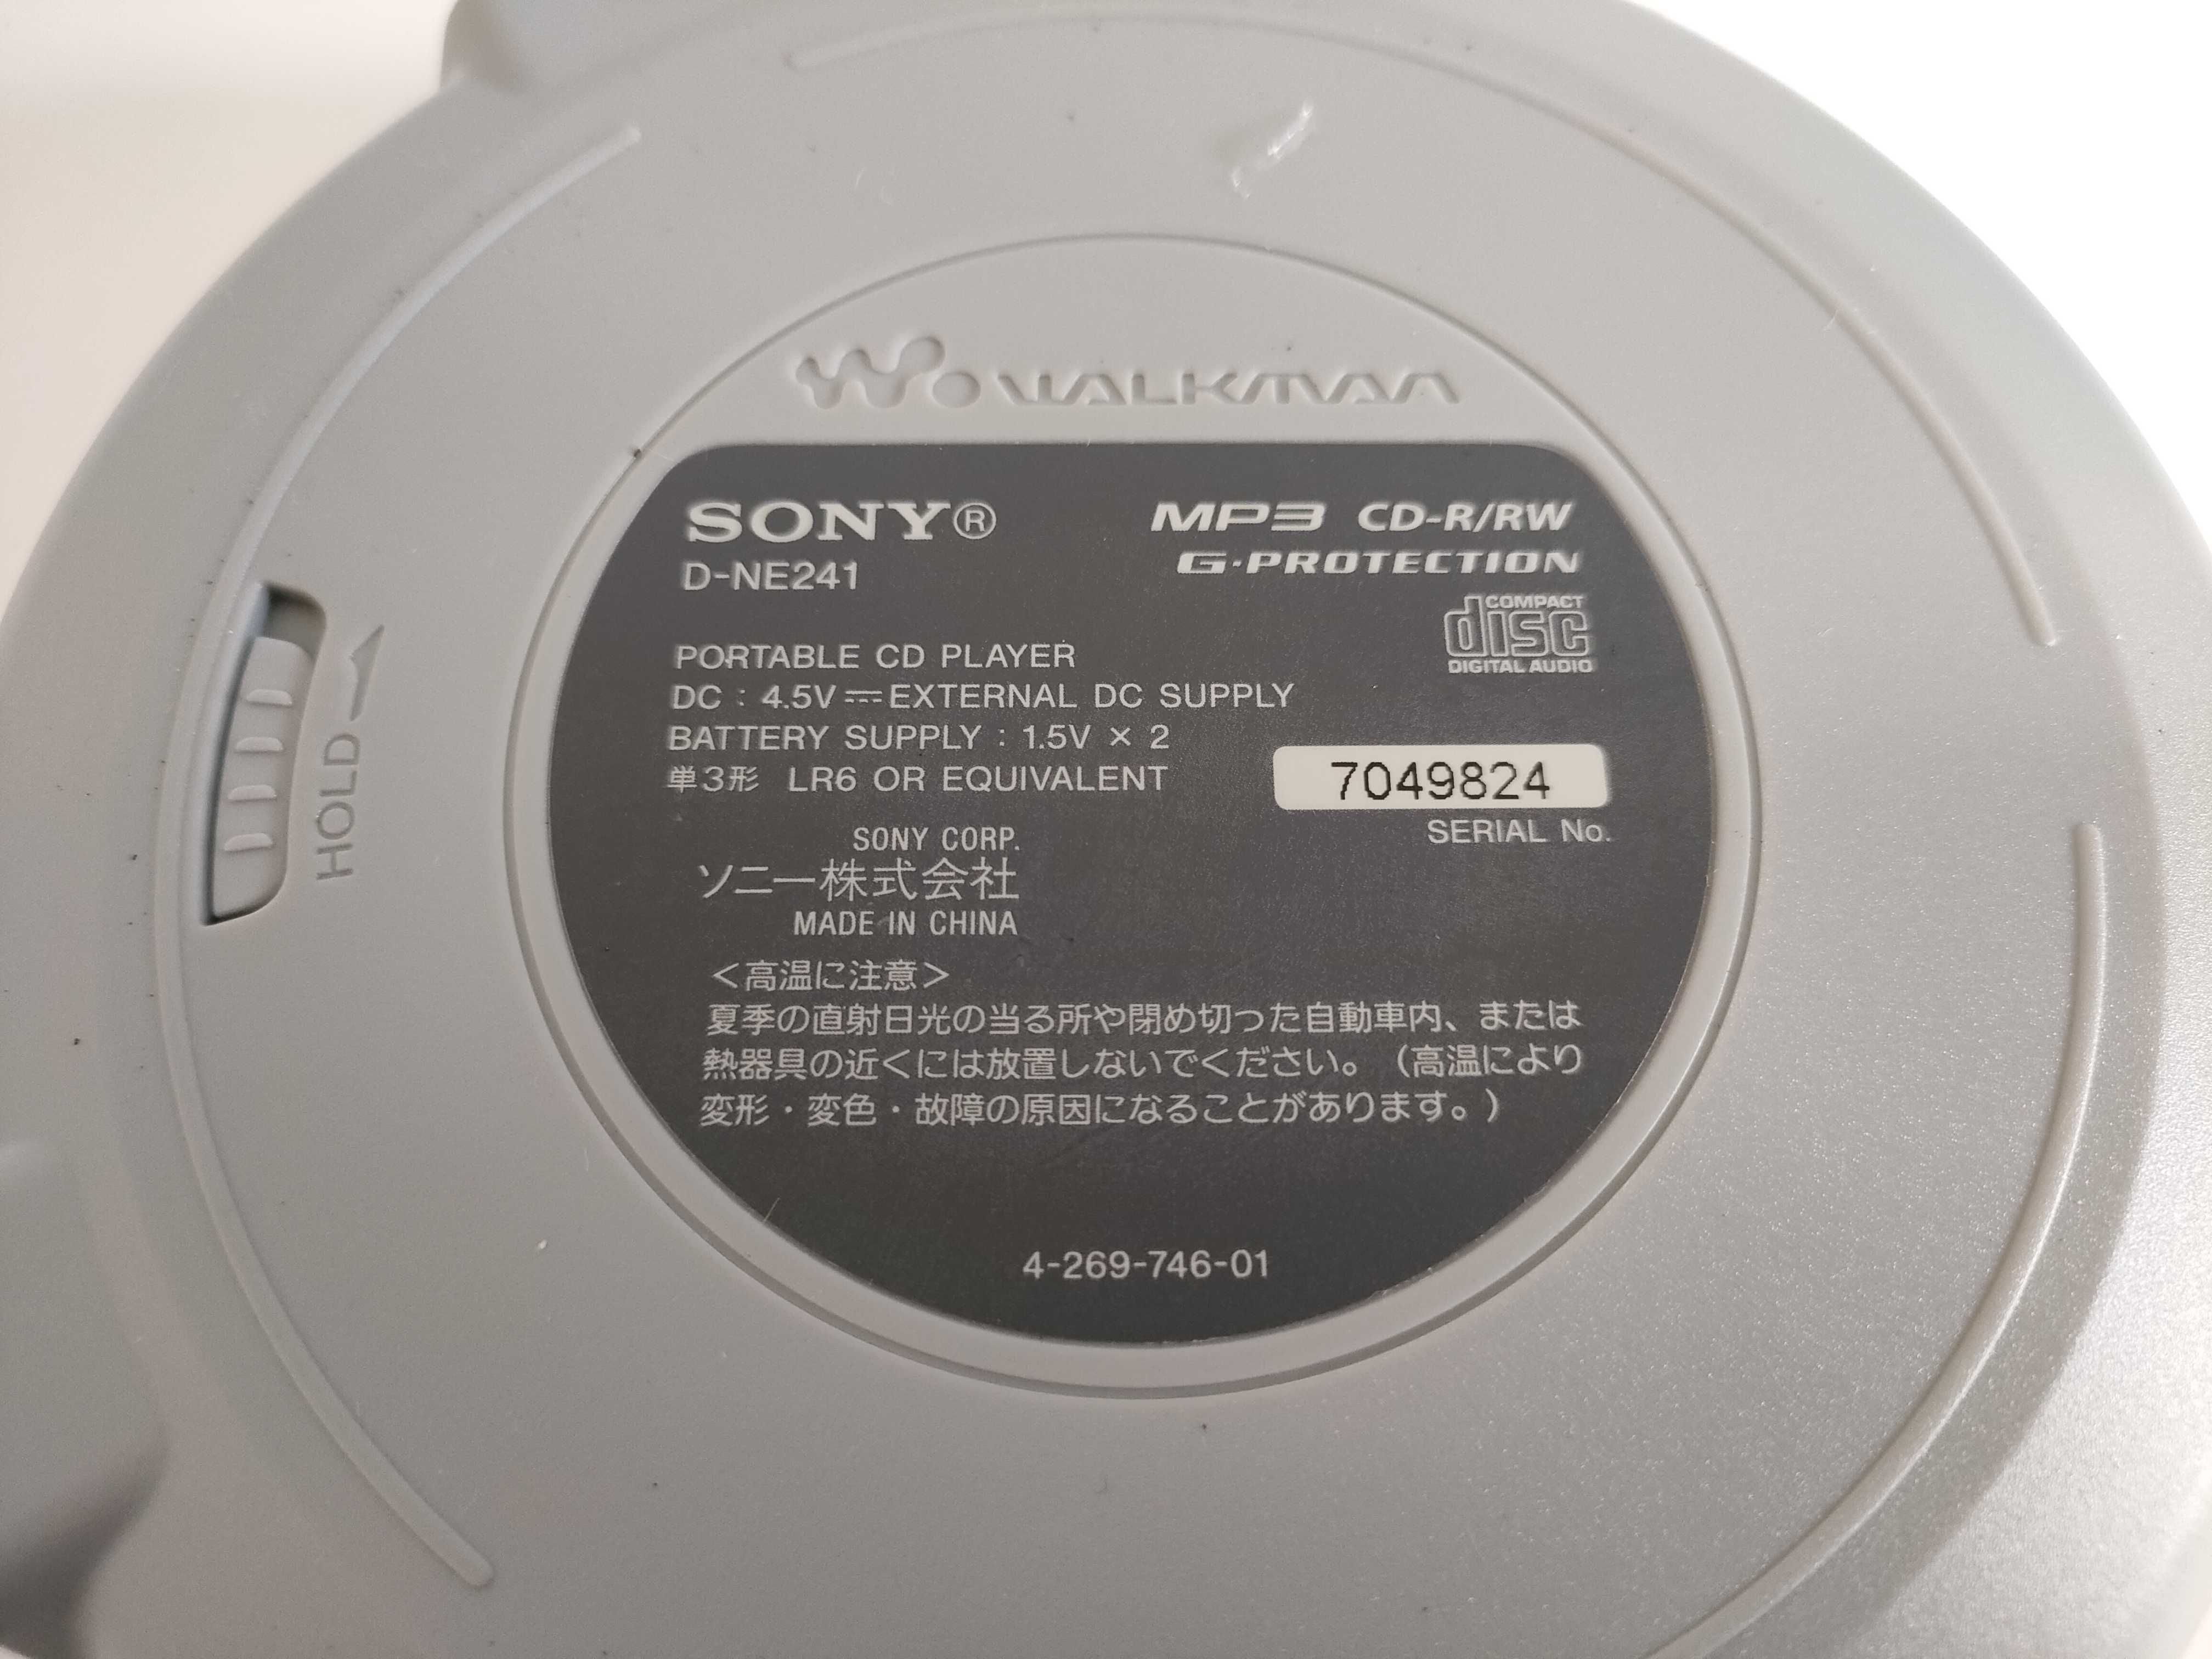 WALKMAN
SONY®
D-NE241
MP3 CD-R/RW
G-PROTECTION
COMPACT
disc
DIGITAL AUDIO
PORTABLE CD PLAYER
DC : 4.5V ⎓ EXTERNAL DC SUPPLY
BATTERY SUPPLY : 1.5V × 2
単3形 LR6 OR EQUIVALENT
7049824
SERIAL No.
SONY CORP.
ソニー株式会社
MADE IN CHINA
＜高温に注意＞
夏季の直射日光の当る所や閉め切った自動車内、または
熱器具の近くには放置しないでください。（高温により
変形・変色・故障の原因になることがあります。）
4-269-746-01
HOLD